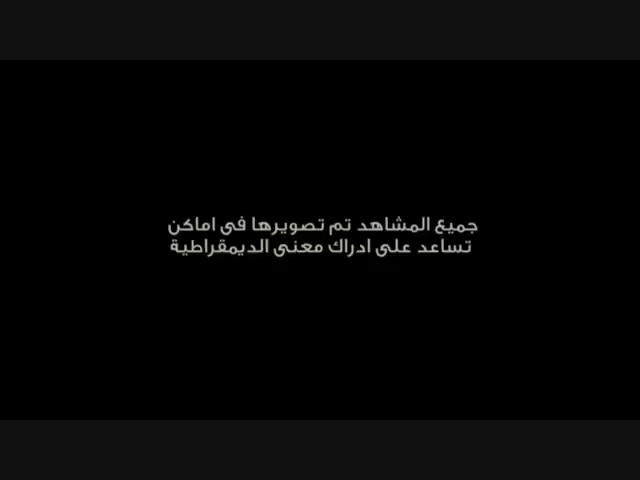 جميع المشاهد تم تصويرها فى اماكن
تساعد على ادراك معنى الديمقراطية